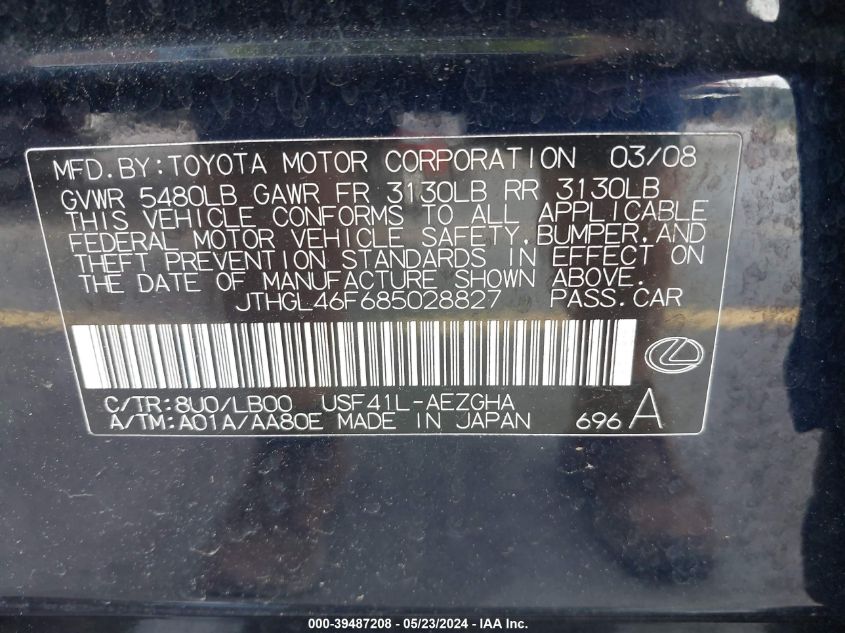 MFD.BY:TOYOTA MOTOR CORPORATION 03/08
GVWR 5480LB GAWR FR 3130LB RR 3130LB
THIS VEHICLE CONFORMS TO ALL APPLICABLE
FEDERAL MOTOR VEHICLE SAFETY,BUMPER,AND
THEFT PREVENTION STANDARDS IN EFFECT ON
THE DATE OF MANUFACTURE SHOWN ABOVE.
JTHGL46F685028827 PASS.CAR
C/TR:8U0/LB00 USF41L-AEZGHA
A/TM:A01A/AA80E MADE IN JAPAN 696 A
000-39487208 - 05/23/2024 - IAA Inc.